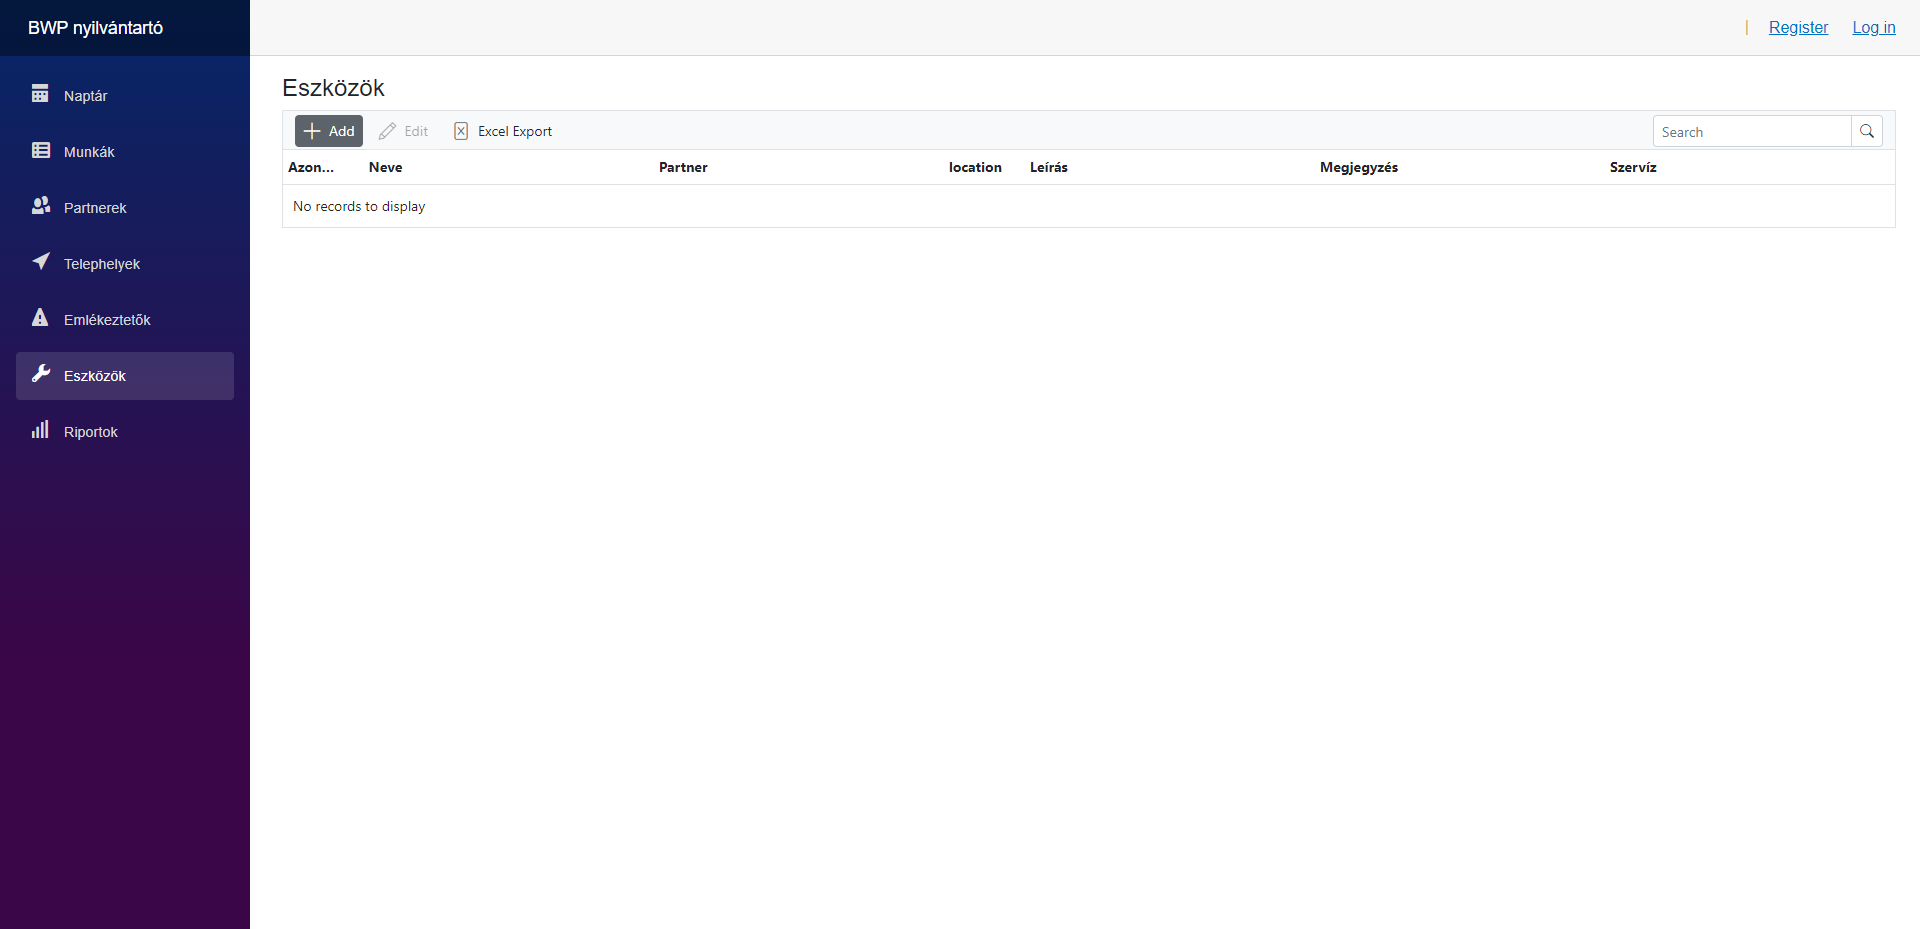 BWP nyilvántartó
| Register Log in
Naptár
Munkák
Partnerek
Telephelyek
Emlékeztetők
Eszközök
Riportok
Eszközök
Add Edit Excel Export Search
Azon... Neve Partner location Leírás Megjegyzés Szervíz
No records to display